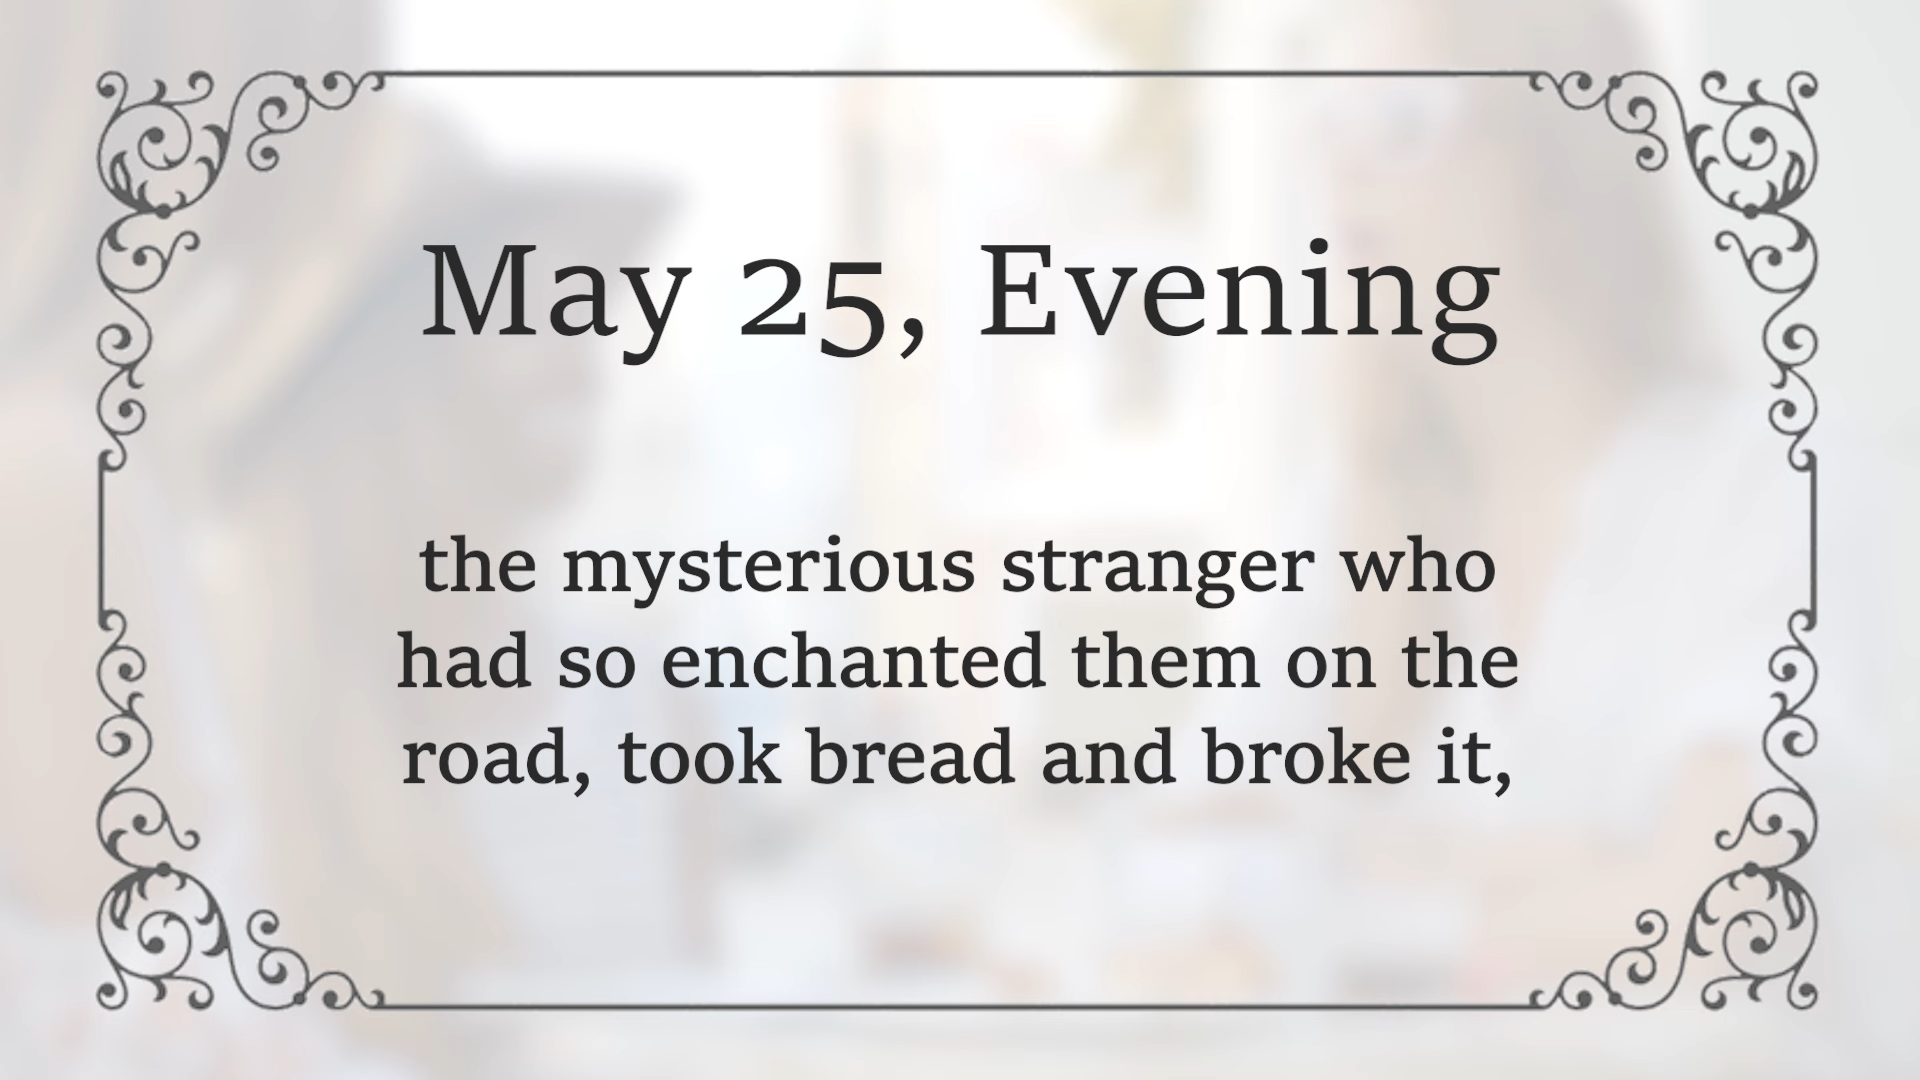 May 25, Evening
the mysterious stranger who
had so enchanted them on the
road, took bread and broke it,